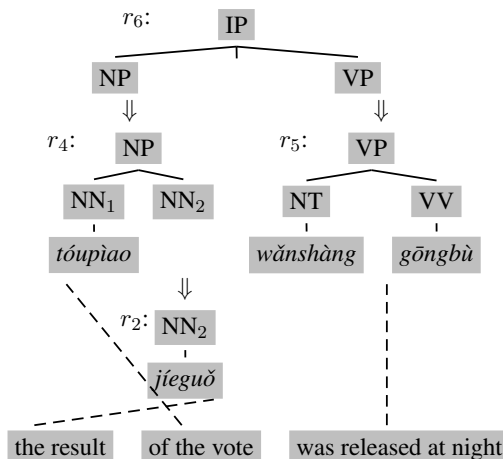 r₆: IP
NP VP
⇓ ⇓
r₄: NP r₅: VP
NN₁ NN₂ NT VV
tóupìao wǎnshàng gōngbù
⇓
r₂: NN₂
jíeguǒ
the result of the vote was released at night